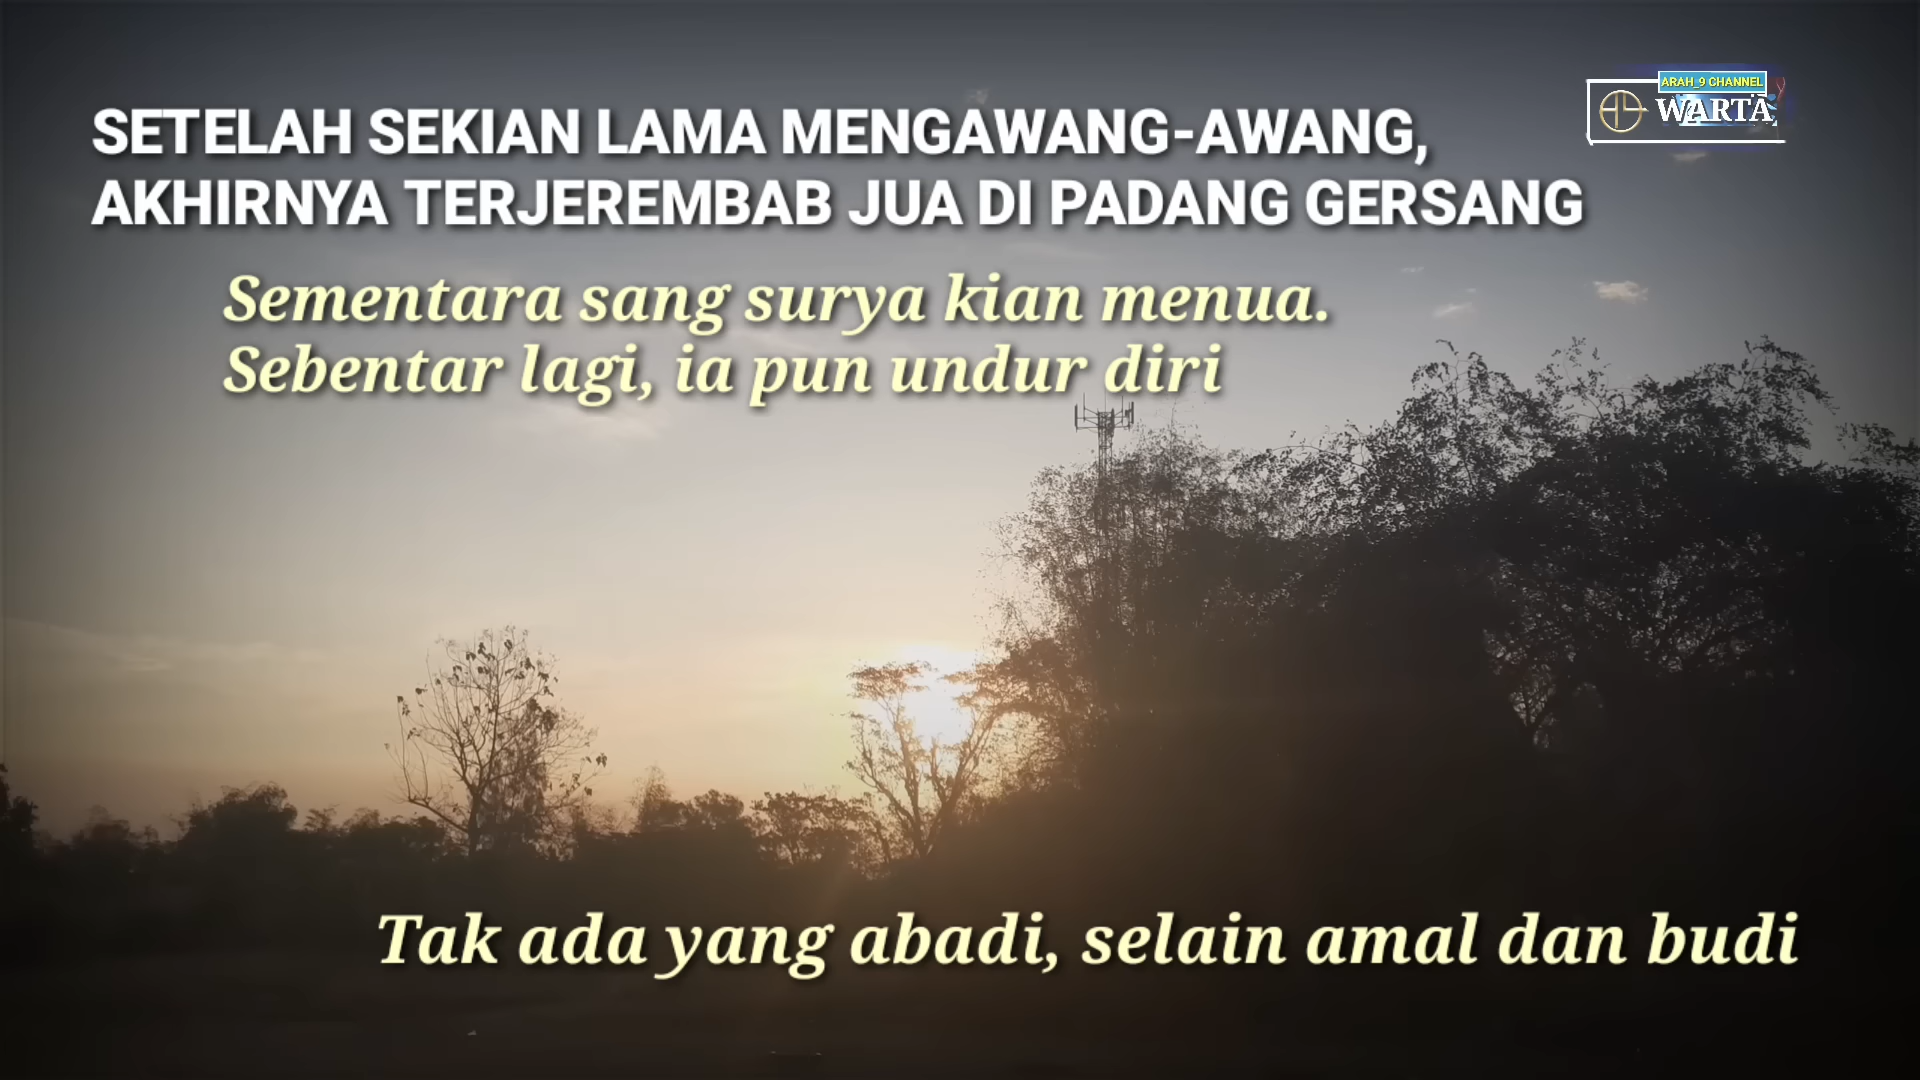 ARAH_9 CHANNEL
WARTA
SETELAH SEKIAN LAMA MENGAWANG-AWANG,
AKHIRNYA TERJEREMBAB JUA DI PADANG GERSANG
Sementara sang surya kian menua.
Sebentar lagi, ia pun undur diri
Tak ada yang abadi, selain amal dan budi